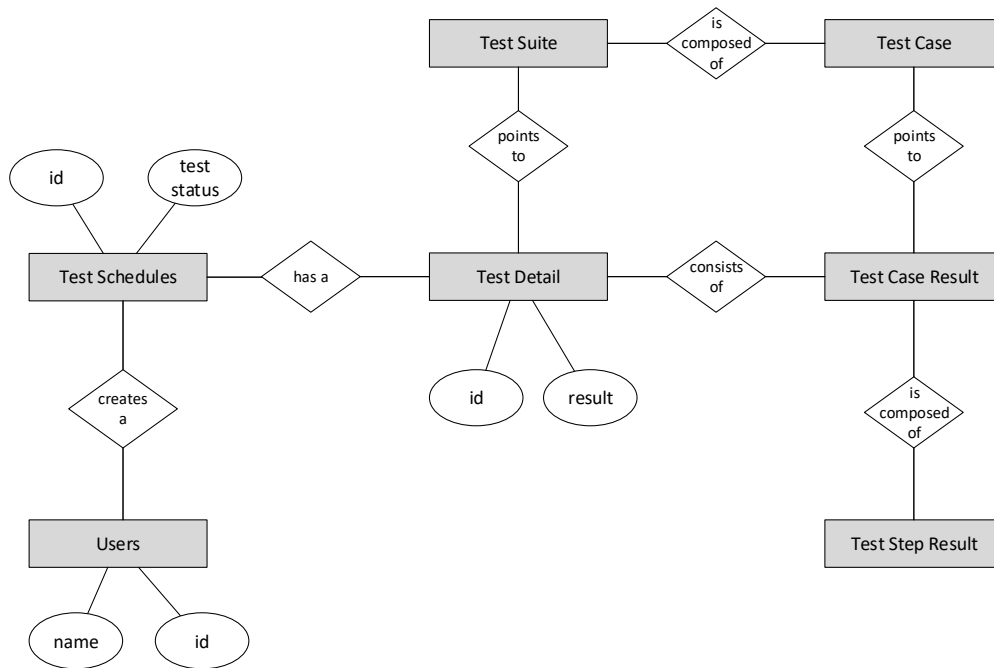 Test Suite
is
composed
of
Test Case
points
to
points
to
id
test
status
Test Schedules
has a
Test Detail
consists
of
Test Case Result
creates
a
id
result
is
composed
of
Users
Test Step Result
name
id